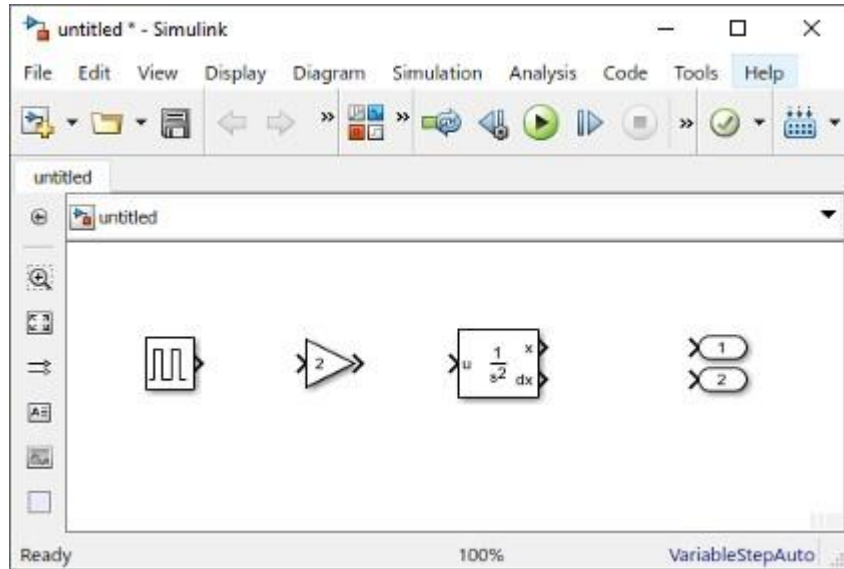 untitled * - Simulink
File Edit View Display Diagram Simulation Analysis Code Tools Help
untitled
untitled
2
u 1 s2 x dx
1
2
Ready 100% VariableStepAuto